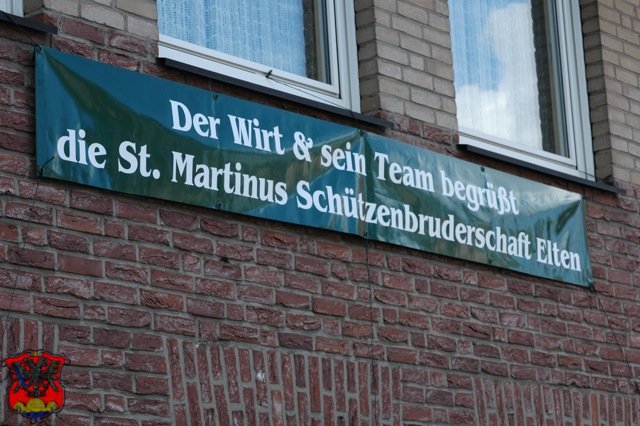 Der Wirt & sein Team begrüßt
die St. Martinus Schützenbruderschaft Elten